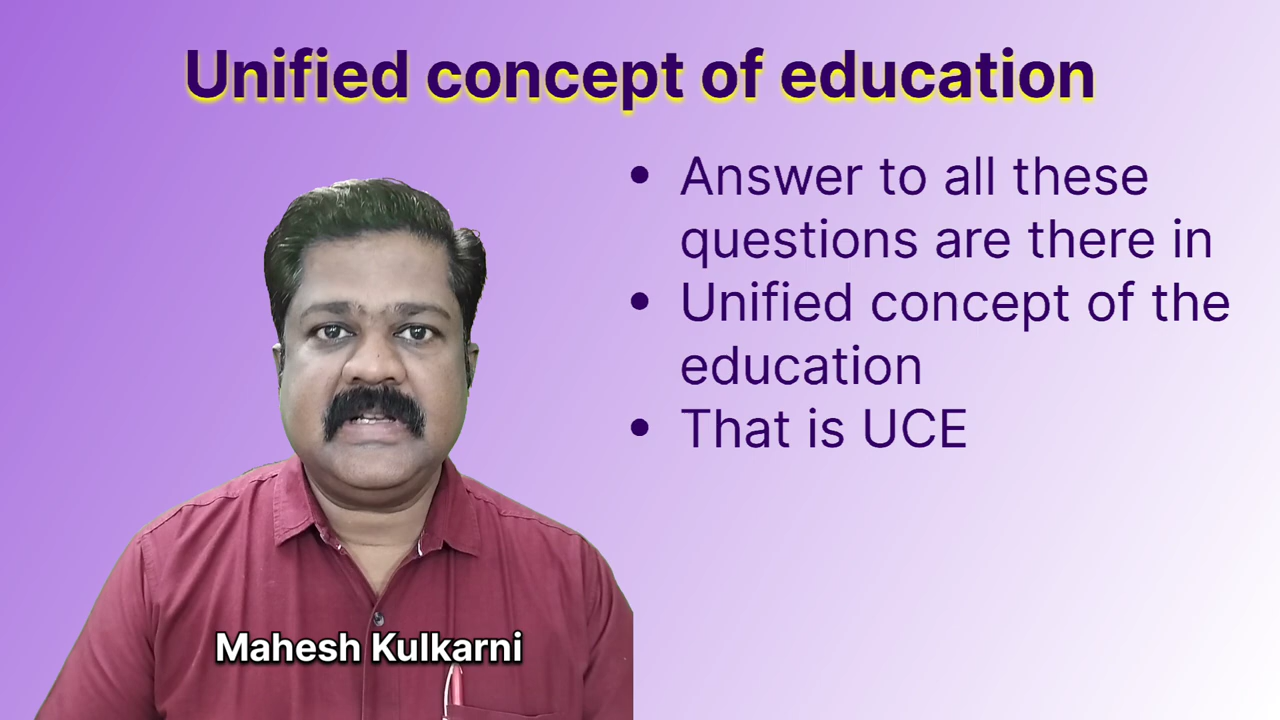 Unified concept of education
• Answer to all these
questions are there in
• Unified concept of the
education
• That is UCE
Mahesh Kulkarni